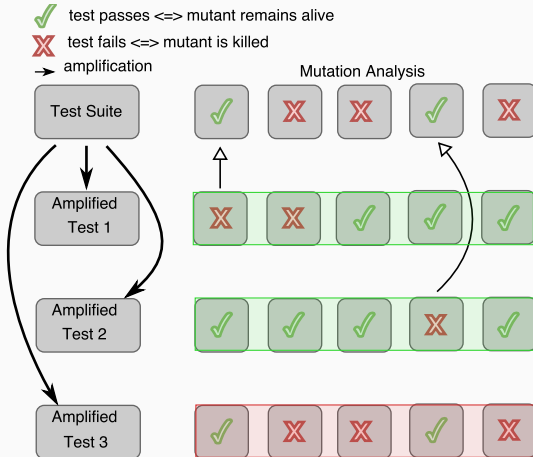 test passes <=> mutant remains alive
test fails <=> mutant is killed
amplification
Mutation Analysis
Test Suite
Amplified
Test 1
Amplified
Test 2
Amplified
Test 3